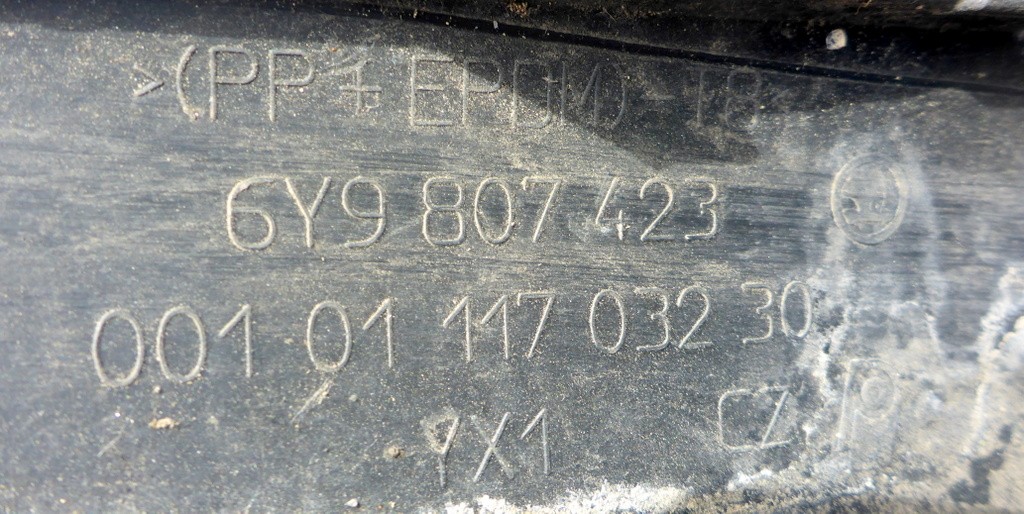 >(PP+EPDM)-T8
6Y9 807 423
001 01 117 032 30
YX1 CZ